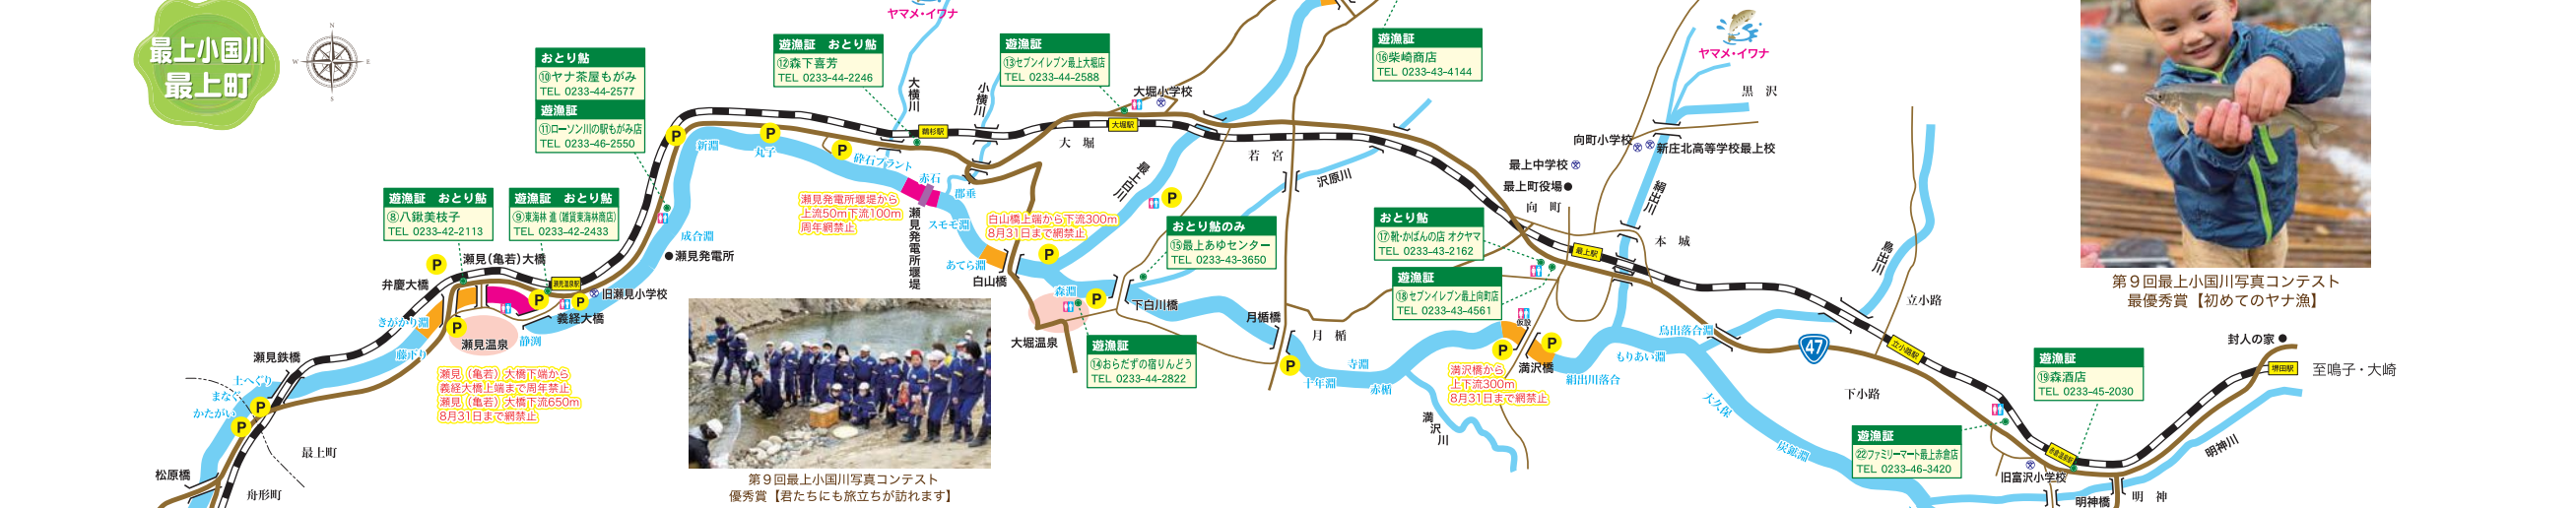 最上小国川
最上町
N
W
E
S
ヤマメ・イワナ
おとり鮎
⑩ヤナ茶屋もがみ
TEL 0233-44-2577
遊漁証
⑪ローソン川の駅もがみ店
TEL 0233-46-2550
遊漁証 おとり鮎
⑫森下喜芳
TEL 0233-44-2246
遊漁証
⑬セブンイレブン最上大堀店
TEL 0233-44-2588
遊漁証
⑯柴崎商店
TEL 0233-43-4144
ヤマメ・イワナ
黒 沢
大横川
小横川
大堀小学校
鵜杉駅
大堀駅
大 堀
若 宮
最上白川
沢原川
向町小学校
新庄北高等学校最上校
最上中学校
最上町役場
向 町
絹出川
本 城
最上駅
烏出川
立小路
遊漁証 おとり鮎
⑧八鍬美枝子
TEL 0233-42-2113
遊漁証 おとり鮎
⑨東海林 進 (雑貨東海林商店)
TEL 0233-42-2433
P
新淵
丸子
砕石プラント
赤石
郡垂
スモモ淵
瀬見発電所堰堤から
上流50m下流100m
周年網禁止
瀬見発電所堰堤
白山橋上端から下流300m
8月31日まで網禁止
あてら淵
白山橋
成合淵
瀬見発電所
瀬見(亀若)大橋
弁慶大橋
瀬見温泉駅
旧瀬見小学校
義経大橋
静渕
瀬見温泉
きがかり淵
藤下り
瀬見鉄橋
土へぐり
まなぐ
かたがい
瀬見（亀若）大橋下端から
義経大橋上端まで周年禁止
瀬見（亀若）大橋下流650m
8月31日まで網禁止
最上町
松原橋
舟形町
第９回最上小国川写真コンテスト
優秀賞【君たちにも旅立ちが訪れます】
おとり鮎のみ
⑮最上あゆセンター
TEL 0233-43-3650
森淵
下白川橋
大堀温泉
遊漁証
⑭おらだずの宿りんどう
TEL 0233-44-2822
月楯橋
月 楯
おとり鮎
⑰靴・かばんの店 オクヤマ
TEL 0233-43-2162
遊漁証
⑱セブンイレブン最上向町店
TEL 0233-43-4561
仮設
満沢橋
十年淵
寺淵
赤楯
満沢橋から
上下流300m
8月31日まで網禁止
満沢川
絹出川落合
もりあい淵
烏出落合淵
大久保
炭鉱淵
47
立小路駅
下小路
遊漁証
⑲森酒店
TEL 0233-45-2030
遊漁証
㉒ファミリーマート最上赤倉店
TEL 0233-46-3420
赤倉温泉駅
旧富沢小学校
明神橋
明 神
明神川
封人の家
堺田駅
至鳴子・大崎
第９回最上小国川写真コンテスト
最優秀賞【初めてのヤナ漁】